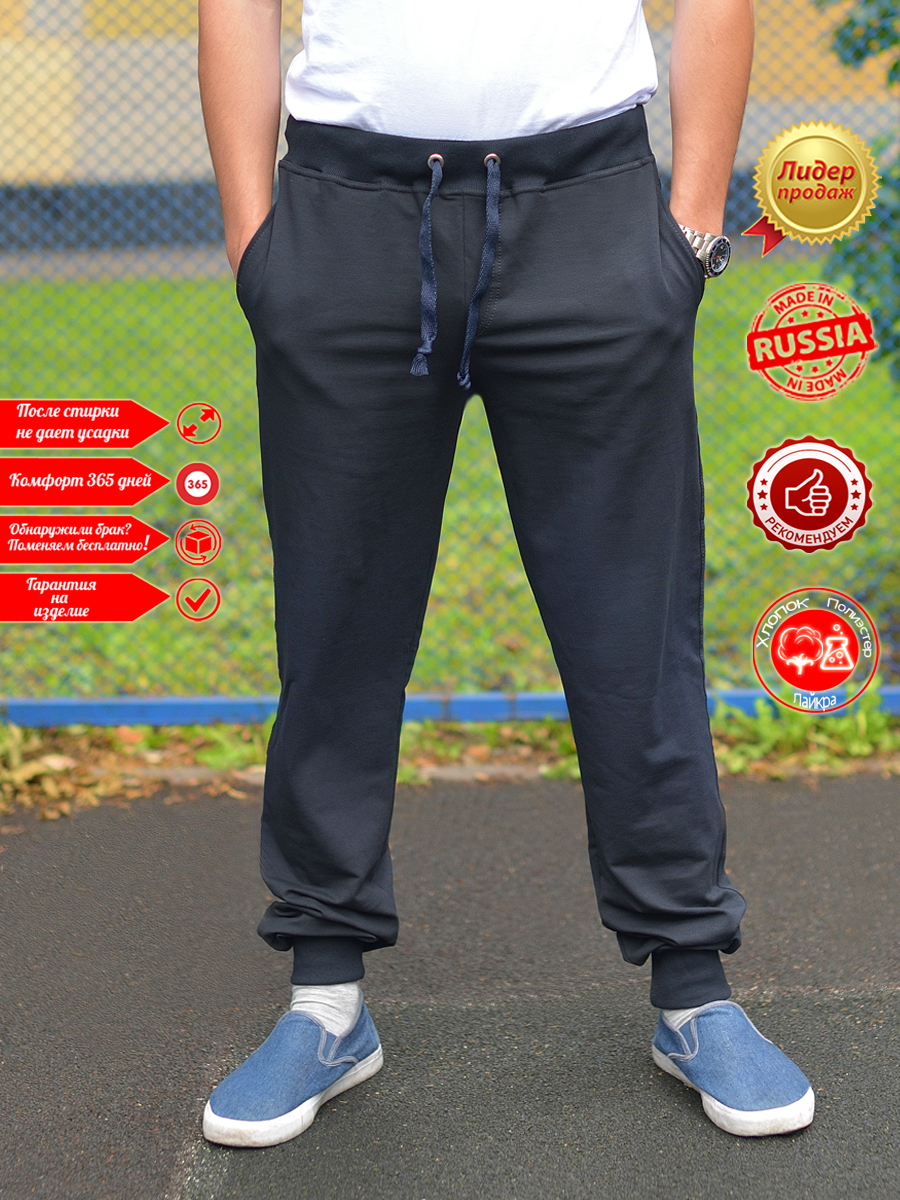 Лидер
продаж
MADE IN
RUSSIA
MADE IN
После стирки
не дает усадки
Комфорт 365 дней
365
Обнаружили брак?
Поменяем бесплатно!
РЕКОМЕНДУЕМ
Гарантия
на
изделие
Хлопок Полиэстер
Лайкра